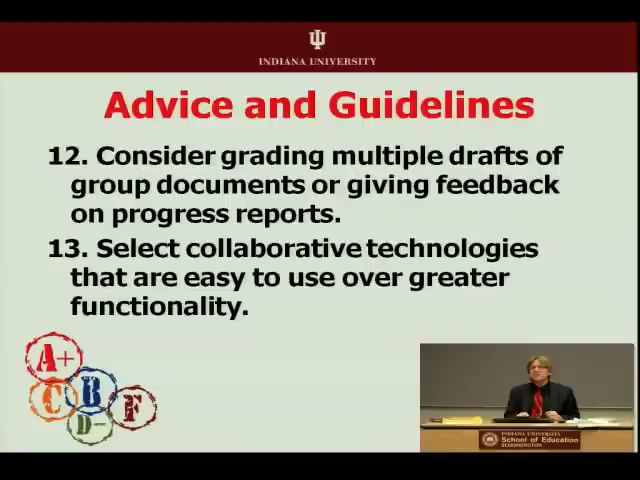 INDIANA UNIVERSITY
Advice and Guidelines
12. Consider grading multiple drafts of
group documents or giving feedback
on progress reports.
13. Select collaborative technologies
that are easy to use over greater
functionality.
A+
C
B
F
D-
INDIANA UNIVERSITY
School of Education
BLOOMINGTON